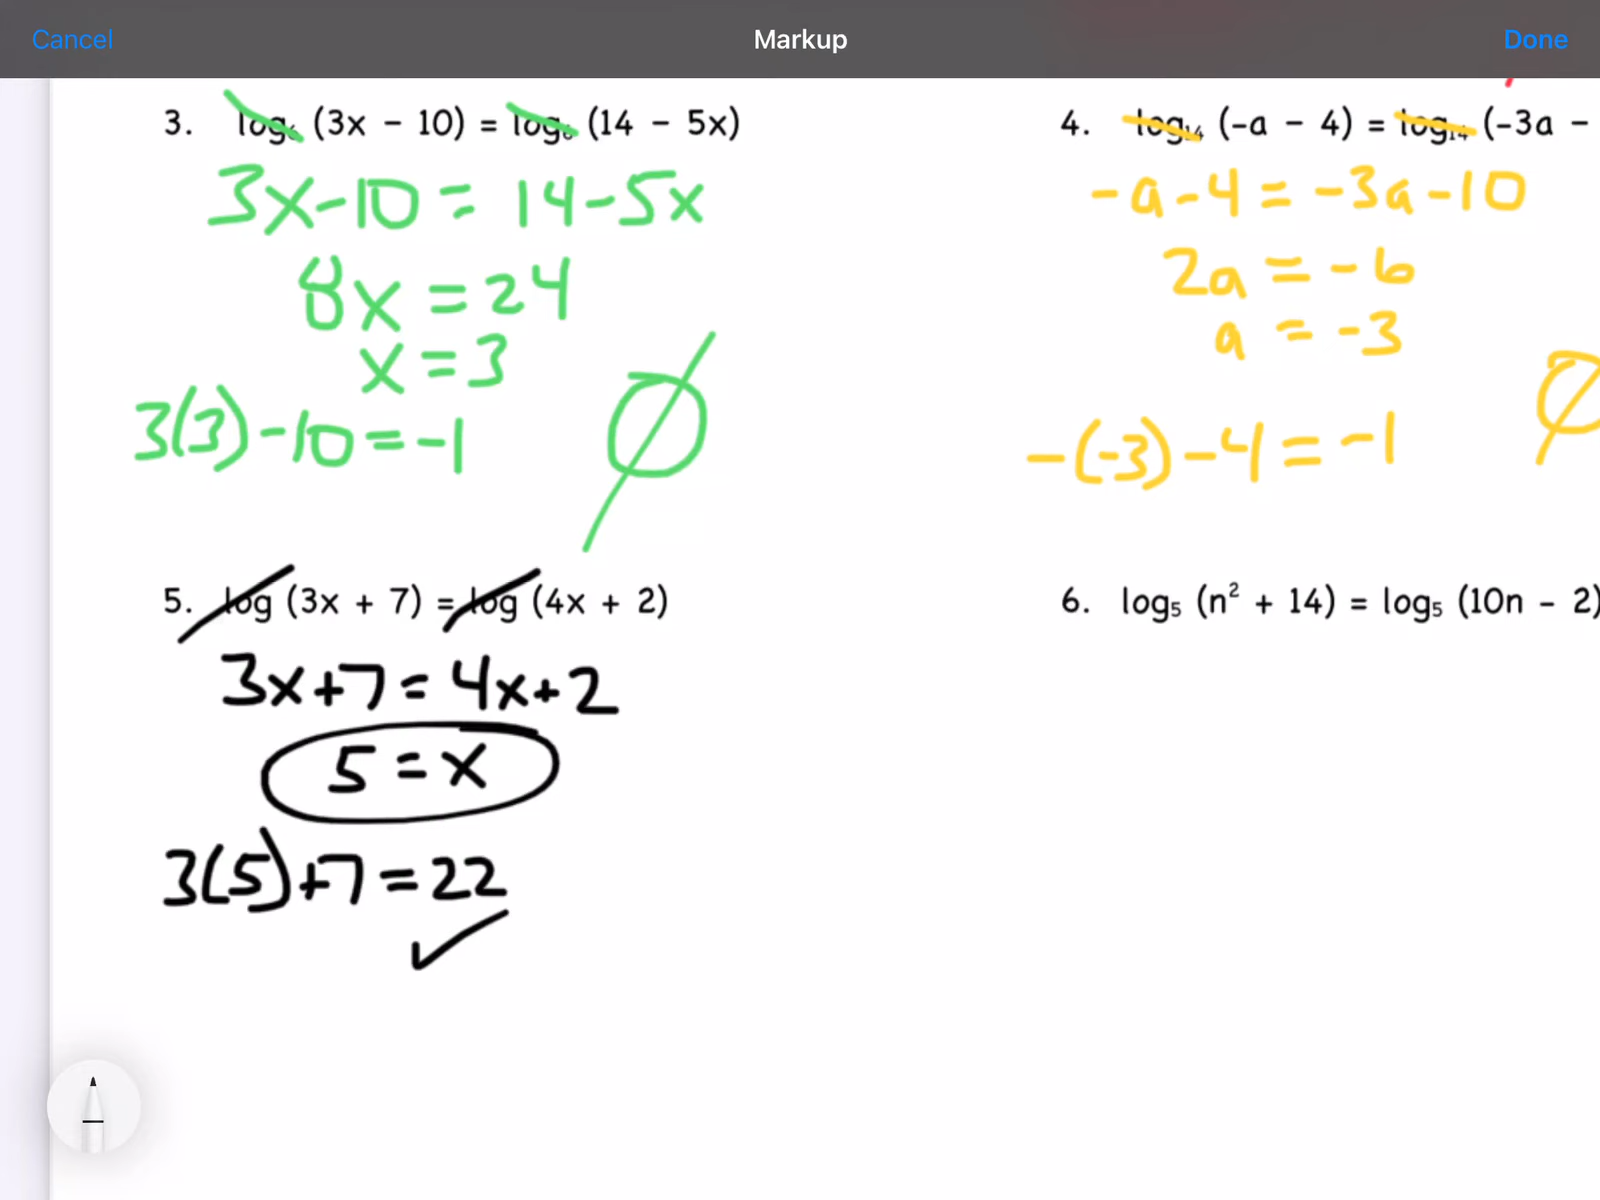 Cancel Markup Done
3. log₆ (3x - 10) = log₆ (14 - 5x)
3x-10 = 14-5x
8x = 24
x = 3
3(3)-10 = -1
∅
4. log₁₄ (-a - 4) = log₁₄ (-3a -
-a-4 = -3a-10
2a = -6
a = -3
-(-3)-4 = -1
∅
5. log (3x + 7) = log (4x + 2)
3x+7 = 4x+2
5 = x
3(5)+7 = 22
✓
6. log₅ (n² + 14) = log₅ (10n - 2)